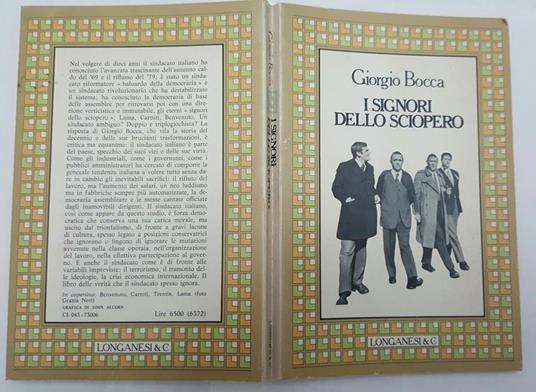 Nel volgere di dieci anni il sindacato italiano ha
conosciuto l'avanzata trascinante dell'autunno cal-
do del '69 e il riflusso del '79; è stato un sinda-
cato riformatore « baluardo della democrazia » e
un sindacato rivoluzionario che ha destabilizzato
il sistema; ha conosciuto la democrazia di base
delle assemblee per ritrovarsi poi con una dire-
zione verticistica e immutabile, gli eterni « signori
dello sciopero », Lama, Carniti, Benvenuto. Un
sindacato ambiguo? Doppio e triplogiochista? La
risposta di Giorgio Bocca, che rifà la storia del
decennio e delle sue brucianti trasformazioni, è
critica ma equanime: il sindacato italiano è parte
del paese, specchio dei suoi vizi e delle sue virtù.
Come gli industriali, come i governanti, come i
pubblici amministratori ha cercato di comporre la
generale tendenza italiana a volere tutto senza da-
re in cambio gli inevitabili sacrifici: il rifiuto del
lavoro, ma l'aumento dei salari, un neo luddismo
ma in fabbriche sempre più automatizzate, la de-
mocrazia assembleare e le messe cantate officiate
dagli inamovibili dirigenti. Il sindacato italiano,
così come appare da questo studio, è forza demo-
cratica che conserva una sua carica morale; ma
uscito dal trionfalismo, di fronte a gravi lacune
di cultura, spesso legato a posizioni conservatrici
che ignorano o fingono di ignorare le mutazioni
avvenute nella classe operaia, nell'organizzazione
del lavoro, nella effettiva partecipazione al gover-
no. E anche il sindacato come è di fronte alle
variabili impreviste: il terrorismo, il tramonto del-
le ideologie, la crisi economica internazionale. Il
libro delle verità che il sindacato spesso ignora.
In copertina: Benvenuto, Carniti, Trentin, Lama (foto
Grazia Neri)
GRAFICA DI JOHN ALCORN
CL 043-73006 Lire 6500 (6372)
LONGANESI & C.
Giorgio Bocca
I SIGNORI
Giorgio Bocca
I SIGNORI
DELLO SCIOPERO
LONGANESI & C.